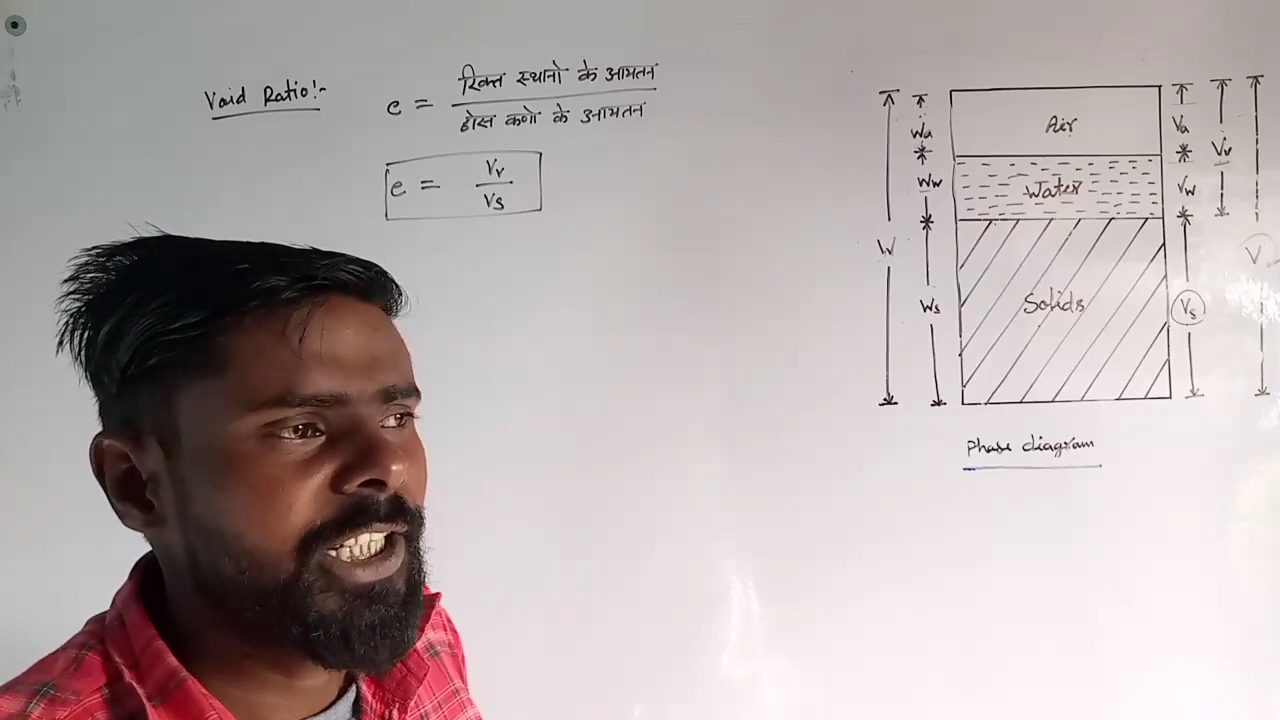 Void Ratio:-
e = रिक्त स्थानो के आयतन
ठोस कणो के आयतन
e = Vv
Vs
Air
Water
Solids
Wa
Ww
Ws
W
Va
Vw
Vs
Vv
V
Phase diagram